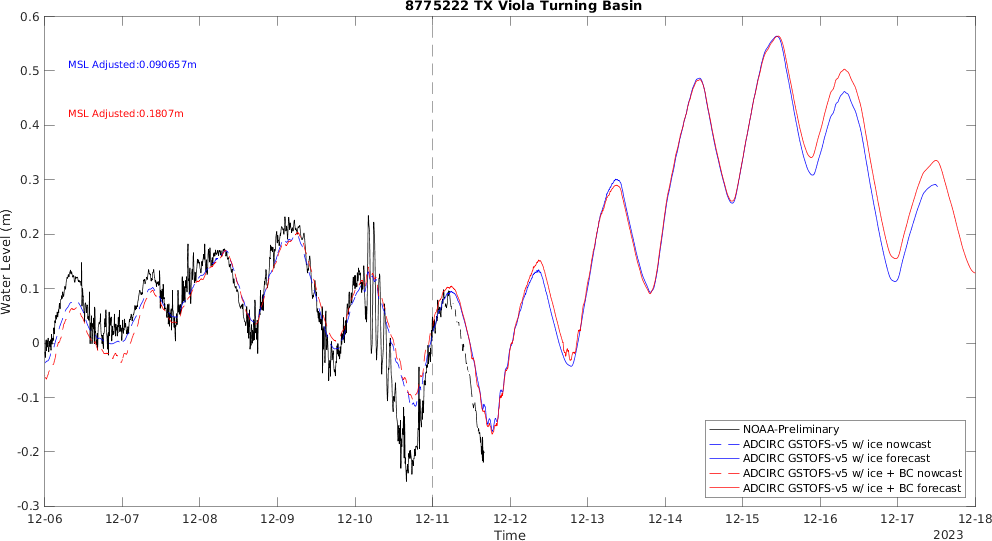 8775222 TX Viola Turning Basin
MSL Adjusted:0.090657m
MSL Adjusted:0.1807m
Water Level (m)
0.6
0.5
0.4
0.3
0.2
0.1
0
-0.1
-0.2
-0.3
NOAA-Preliminary
ADCIRC GSTOFS-v5 w/ ice nowcast
ADCIRC GSTOFS-v5 w/ ice forecast
ADCIRC GSTOFS-v5 w/ ice + BC nowcast
ADCIRC GSTOFS-v5 w/ ice + BC forecast
12-06 12-07 12-08 12-09 12-10 12-11 12-12 12-13 12-14 12-15 12-16 12-17 12-18
Time
2023